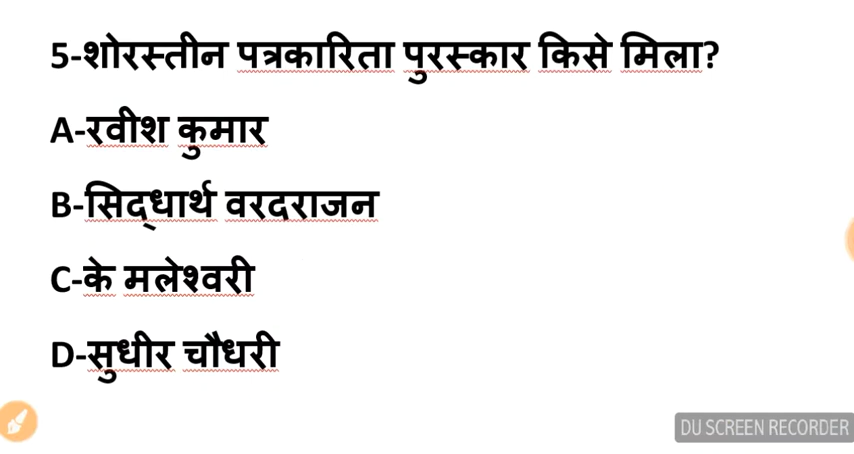 5-शोरस्तीन पत्रकारिता पुरस्कार किसे मिला?
A-रवीश कुमार
B-सिद्धार्थ वरदराजन
C-के मलेश्वरी
D-सुधीर चौधरी
DU SCREEN RECORDER